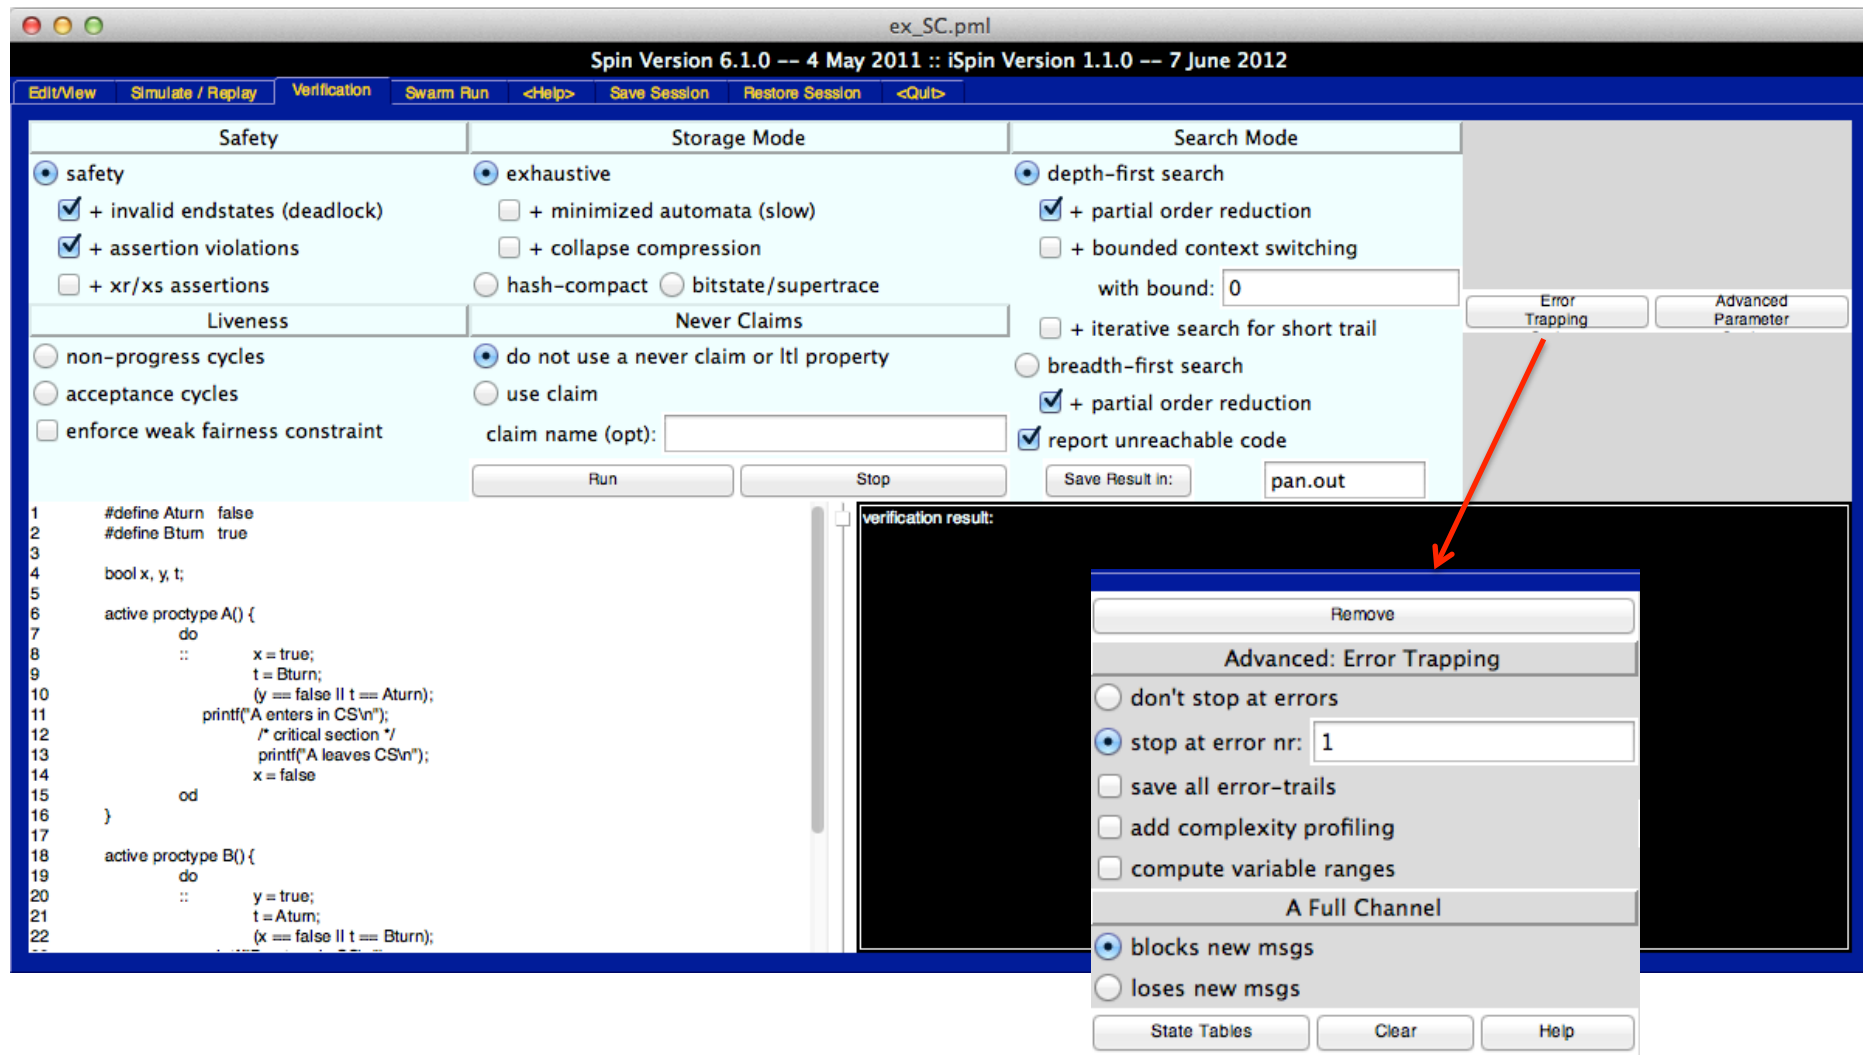 ex_SC.pml
Spin Version 6.1.0 -- 4 May 2011 :: iSpin Version 1.1.0 -- 7 June 2012
Edit/View Simulate / Replay Verification Swarm Run <Help> Save Session Restore Session <Quit>
Safety
safety
+ invalid endstates (deadlock)
+ assertion violations
+ xr/xs assertions
Liveness
non-progress cycles
acceptance cycles
enforce weak fairness constraint
Storage Mode
exhaustive
+ minimized automata (slow)
+ collapse compression
hash-compact bitstate/supertrace
Never Claims
do not use a never claim or ltl property
use claim
claim name (opt):
Run Stop
Search Mode
depth-first search
+ partial order reduction
+ bounded context switching
with bound: 0
+ iterative search for short trail
breadth-first search
+ partial order reduction
report unreachable code
Save Result in: pan.out
Error
Trapping
Advanced
Parameter
1 #define Aturn false
2 #define Bturn true
3
4 bool x, y, t;
5
6 active proctype A() {
7 do
8 :: x = true;
9 t = Bturn;
10 (y == false || t == Aturn);
11 printf("A enters in CS\n");
12 /* critical section */
13 printf("A leaves CS\n");
14 x = false
15 od
16 }
17
18 active proctype B() {
19 do
20 :: y = true;
21 t = Aturn;
22 (x == false || t == Bturn);
verification result:
Remove
Advanced: Error Trapping
don't stop at errors
stop at error nr: 1
save all error-trails
add complexity profiling
compute variable ranges
A Full Channel
blocks new msgs
loses new msgs
State Tables Clear Help